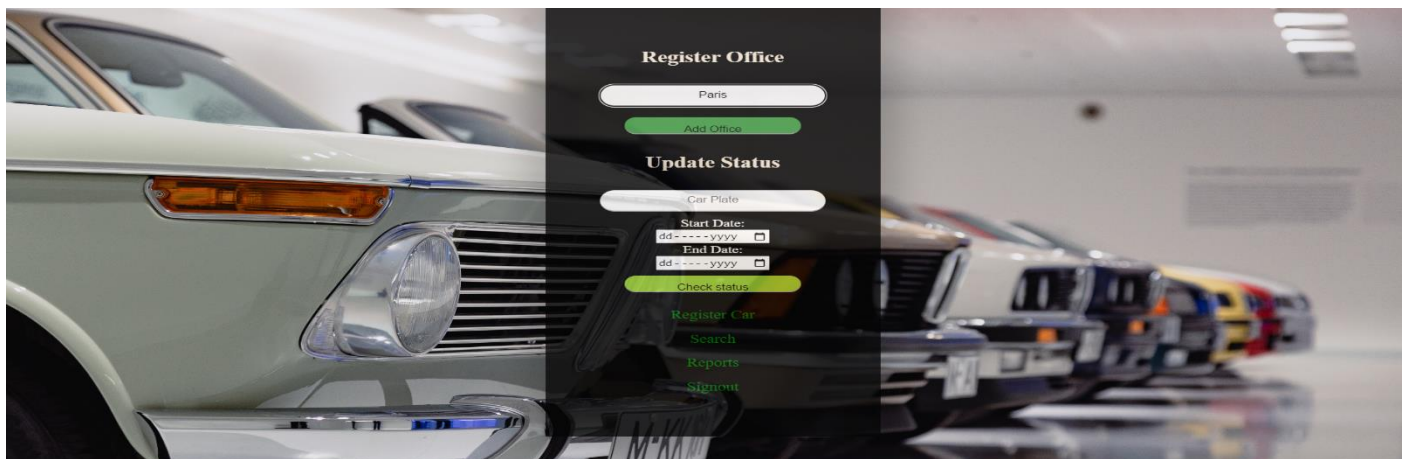 Register Office
Paris
Add Office
Update Status
Car Plate
Start Date:
dd-----yyyy
End Date:
dd-----yyyy
Check status
Register Car
Search
Reports
Signout